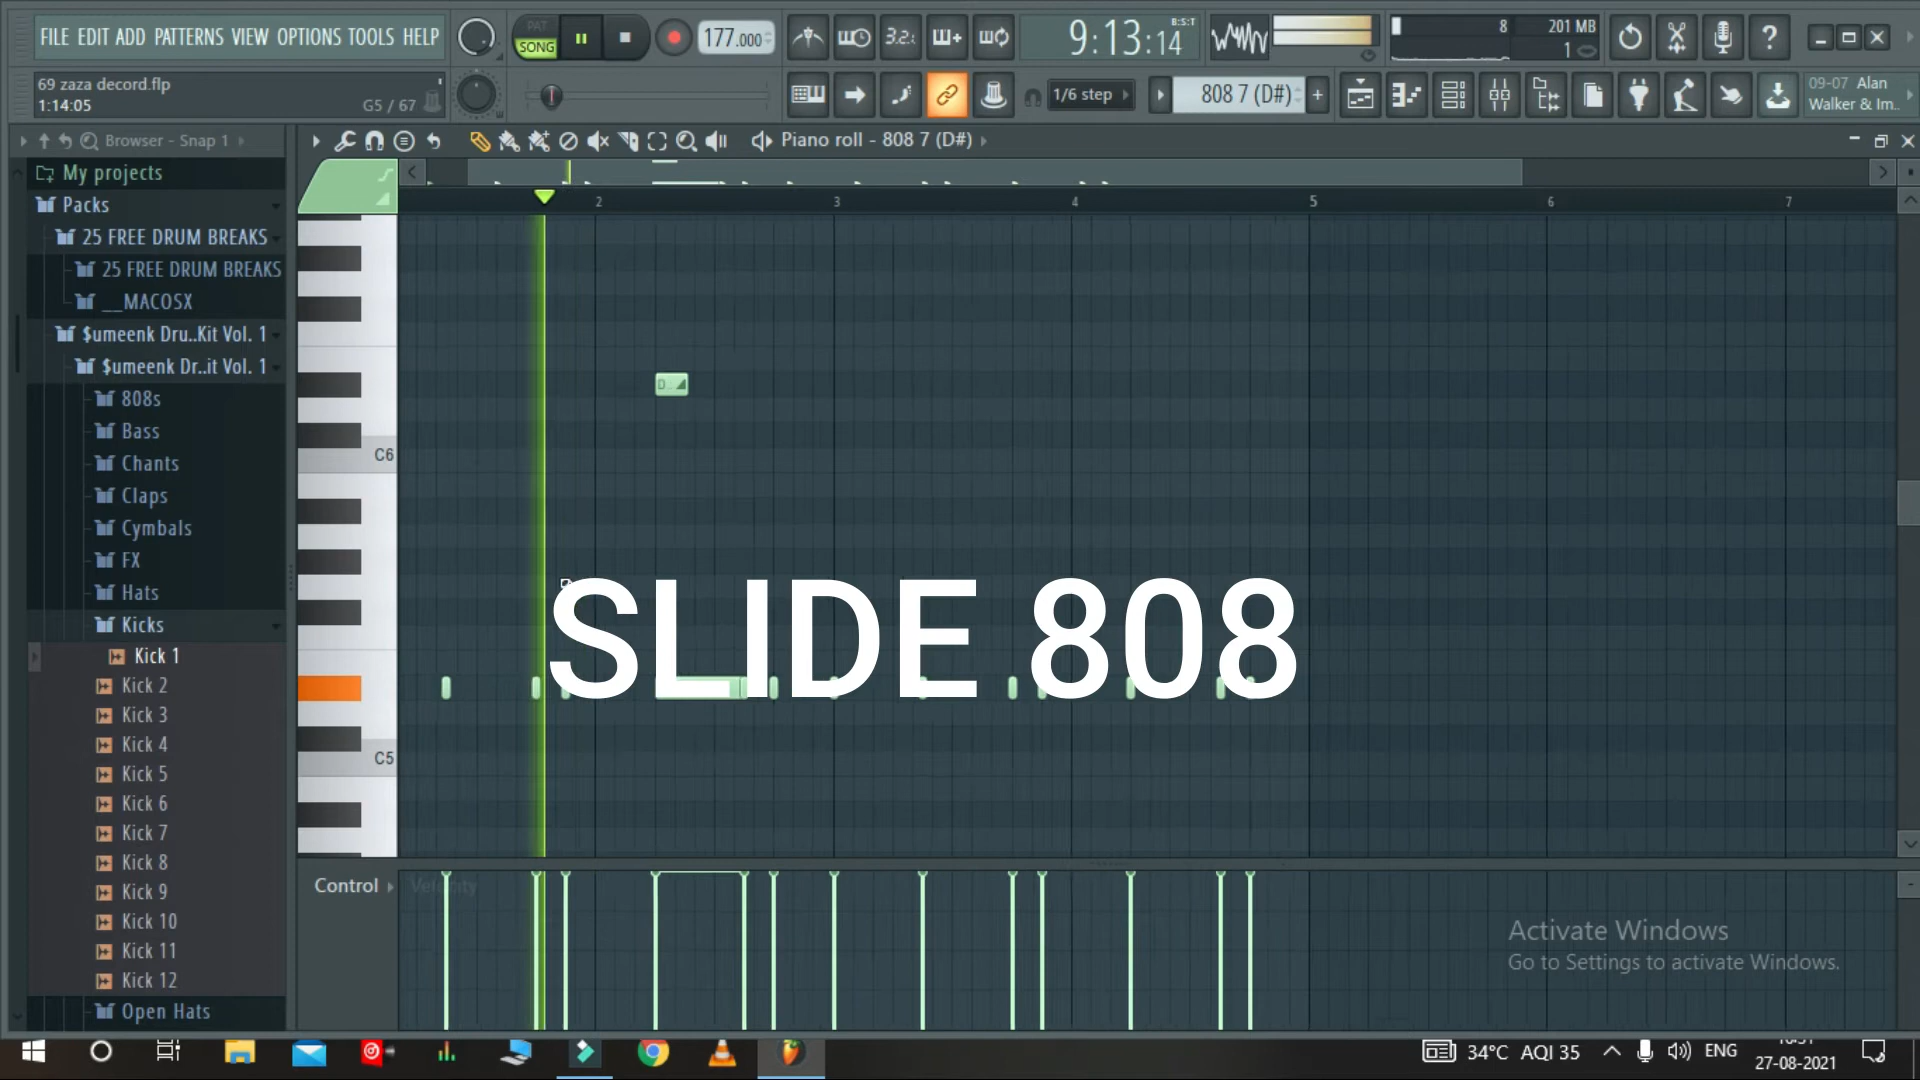 FILE EDIT ADD PATTERNS VIEW OPTIONS TOOLS HELP
PAT
SONG
177.000
3.2.
9:13:14
B:S:T
8
201 MB
1
?
69 zaza decord.flp
1:14:05
G5 / 67
1/6 step
808 7 (D#)
+
09-07 Alan
Walker & Im..
Browser - Snap 1
Piano roll - 808 7 (D#)
My projects
Packs
25 FREE DRUM BREAKS
25 FREE DRUM BREAKS
__MACOSX
$umeenk Dru..Kit Vol. 1
$umeenk Dr..it Vol. 1
808s
Bass
Chants
Claps
Cymbals
FX
Hats
Kicks
Kick 1
Kick 2
Kick 3
Kick 4
Kick 5
Kick 6
Kick 7
Kick 8
Kick 9
Kick 10
Kick 11
Kick 12
Open Hats
2 3 4 5 6 7
D..
C6
SLIDE 808
C5
Control
Velocity
Activate Windows
Go to Settings to activate Windows.
34°C AQI 35
ENG
27-08-2021